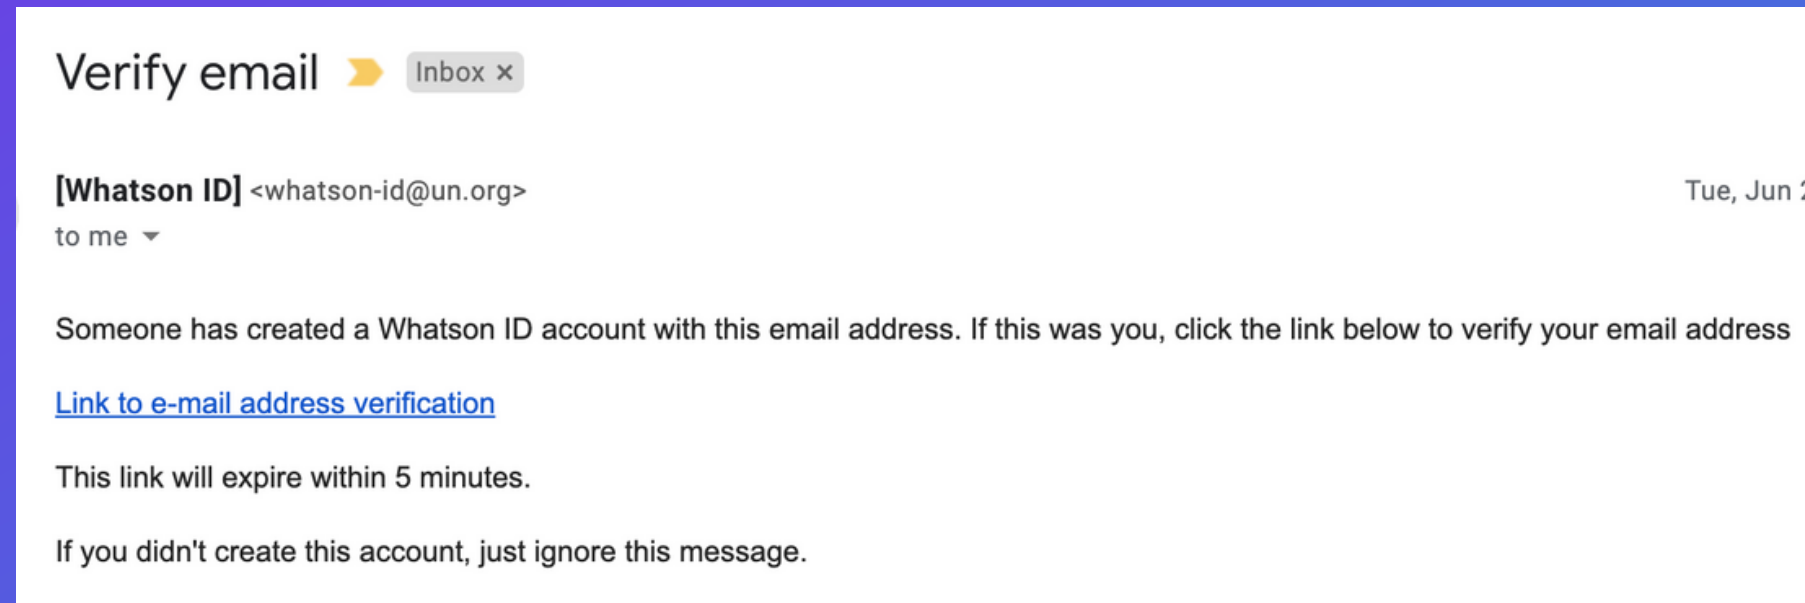 Verify email
Inbox ×
[Whatson ID] <whatson-id@un.org>
Tue, Jun
to me
Someone has created a Whatson ID account with this email address. If this was you, click the link below to verify your email address
Link to e-mail address verification
This link will expire within 5 minutes.
If you didn't create this account, just ignore this message.